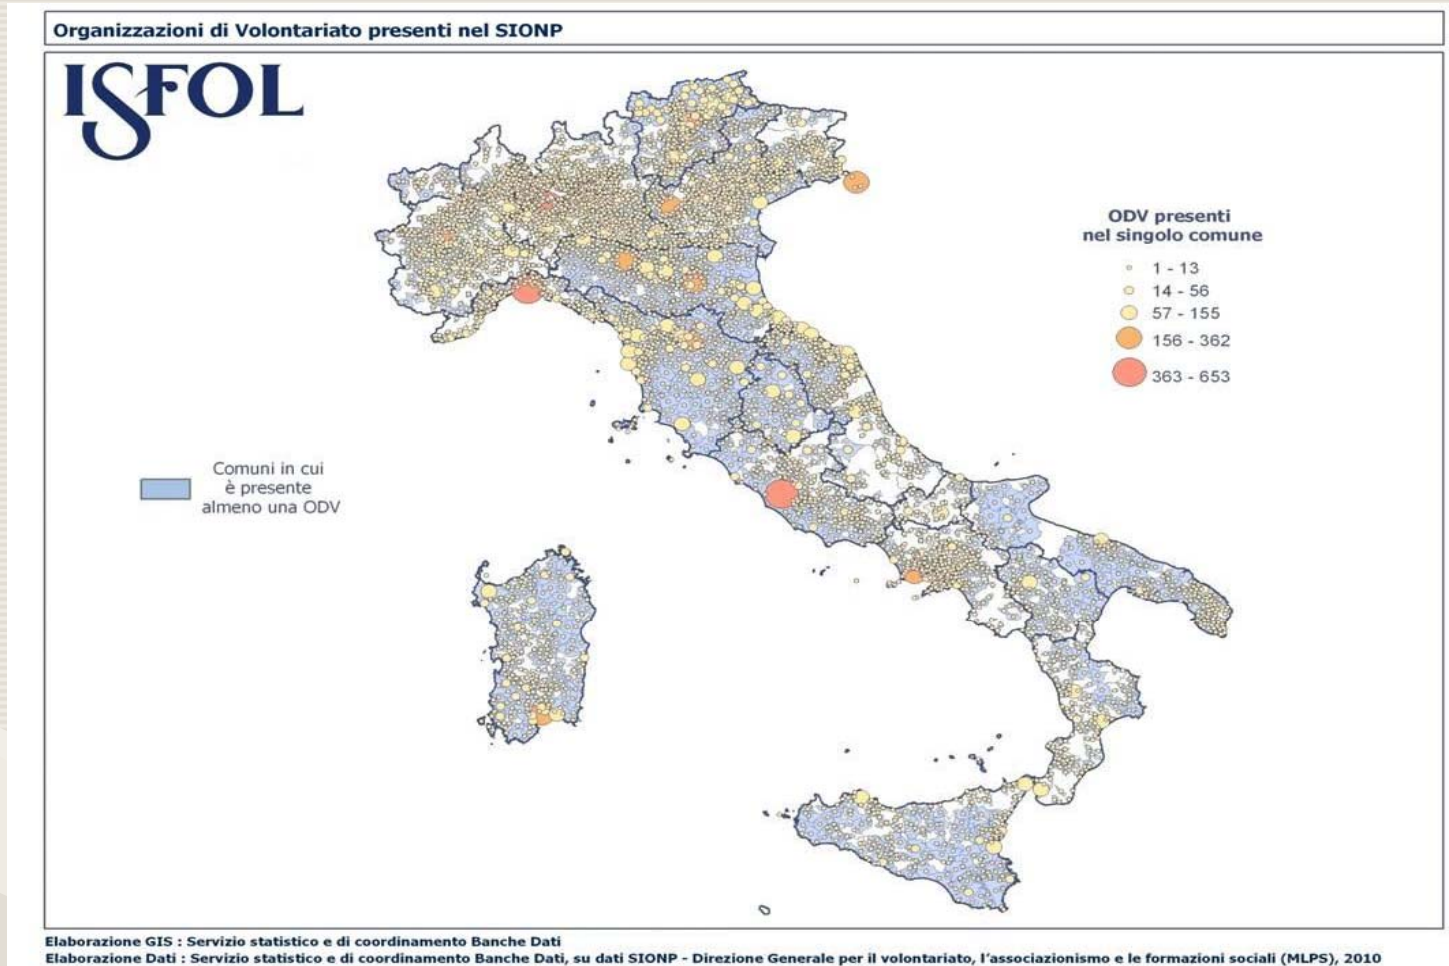 Organizzazioni di Volontariato presenti nel SIONP
ISFOL
ODV presenti
nel singolo comune
1 - 13
14 - 56
57 - 155
156 - 362
363 - 653
Comuni in cui
è presente
almeno una ODV
Elaborazione GIS : Servizio statistico e di coordinamento Banche Dati
Elaborazione Dati : Servizio statistico e di coordinamento Banche Dati, su dati SIONP - Direzione Generale per il volontariato, l'associazionismo e le formazioni sociali (MLPS), 2010